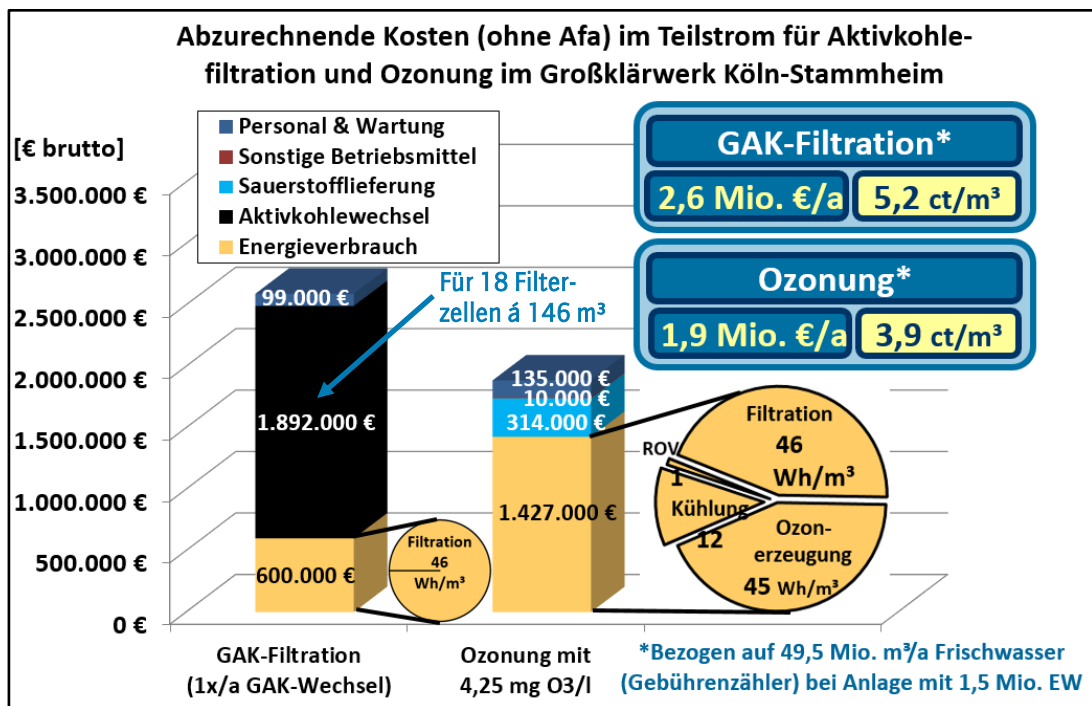 Abzurechnende Kosten (ohne Afa) im Teilstrom für Aktivkohle-
filtration und Ozonung im Großklärwerk Köln-Stammheim
[€ brutto]
3.500.000 €
3.000.000 €
2.500.000 €
2.000.000 €
1.500.000 €
1.000.000 €
500.000 €
0 €
Personal & Wartung
Sonstige Betriebsmittel
Sauerstofflieferung
Aktivkohlewechsel
Energieverbrauch
GAK-Filtration*
2,6 Mio. €/a
5,2 ct/m³
Ozonung*
1,9 Mio. €/a
3,9 ct/m³
Für 18 Filter-
zellen á 146 m³
99.000 €
1.892.000 €
600.000 €
Filtration
46
Wh/m³
135.000 €
10.000 €
314.000 €
1.427.000 €
Filtration
46
Wh/m³
ROV
1
Kühlung
12
Ozon-
erzeugung
45 Wh/m³
GAK-Filtration
(1x/a GAK-Wechsel)
Ozonung mit
4,25 mg O3/l
*Bezogen auf 49,5 Mio. m³/a Frischwasser
(Gebührenzähler) bei Anlage mit 1,5 Mio. EW